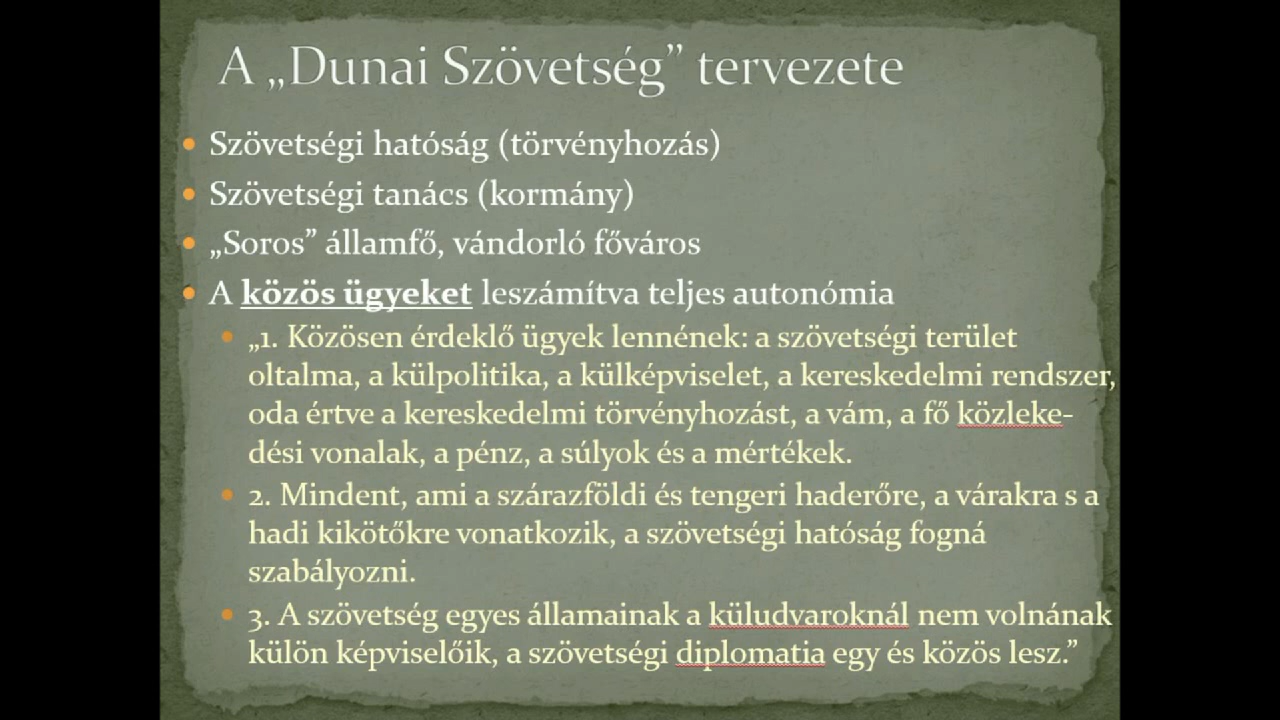 A „Dunai Szövetség” tervezete
Szövetségi hatóság (törvényhozás)
Szövetségi tanács (kormány)
„Soros” államfő, vándorló főváros
A közös ügyeket leszámítva teljes autonómia
„1. Közösen érdeklő ügyek lennének: a szövetségi terület
oltalma, a külpolitika, a külképviselet, a kereskedelmi rendszer,
oda értve a kereskedelmi törvényhozást, a vám, a fő közleke-
dési vonalak, a pénz, a súlyok és a mértékek.
2. Mindent, ami a szárazföldi és tengeri haderőre, a várakra s a
hadi kikötőkre vonatkozik, a szövetségi hatóság fogná
szabályozni.
3. A szövetség egyes államainak a küludvaroknál nem volnának
külön képviselőik, a szövetségi diplomatia egy és közös lesz.”